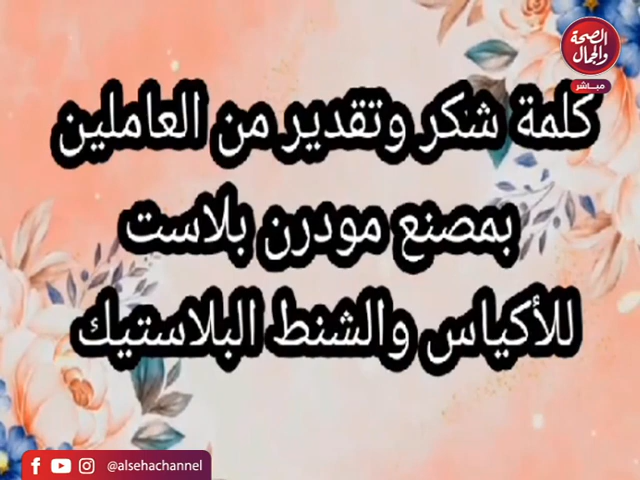 الصحة
والجمال
مباشر
كلمة شكر وتقدير من العاملين
بمصنع مودرن بلاست
للأكياس والشنط البلاستيك
@alsehachannel